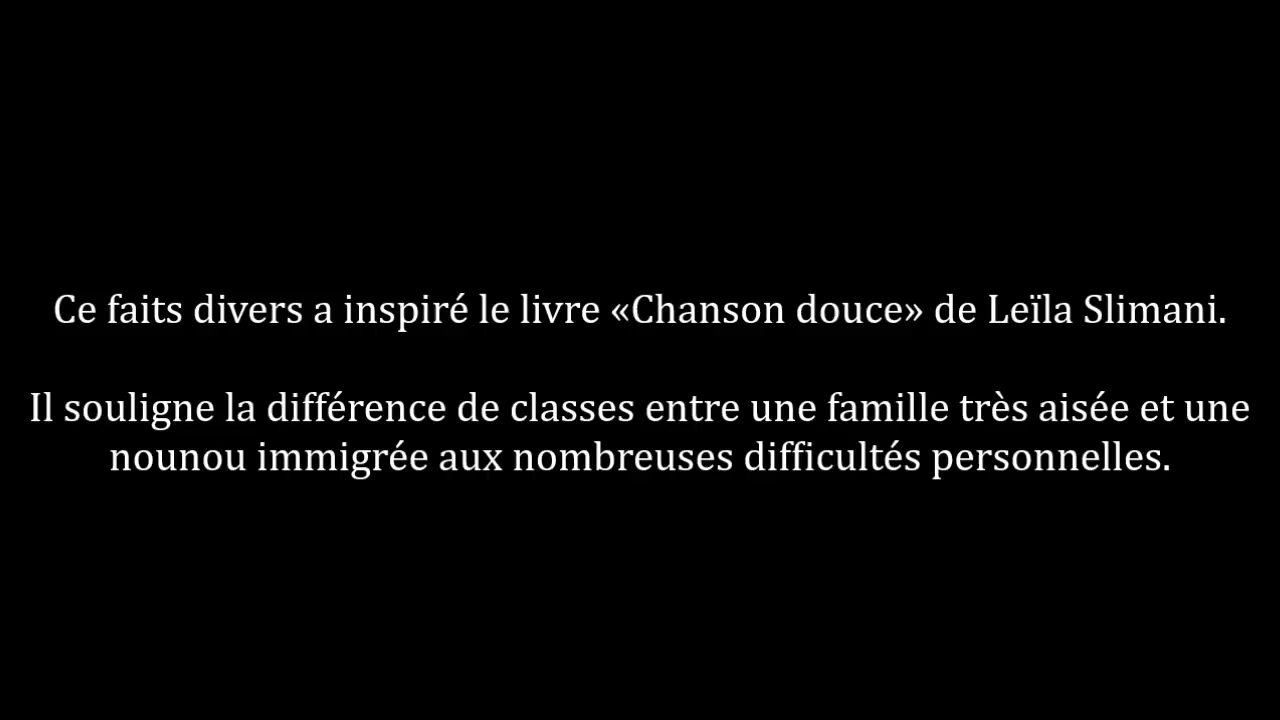 Ce faits divers a inspiré le livre «Chanson douce» de Leïla Slimani.
Il souligne la différence de classes entre une famille très aisée et une
nounou immigrée aux nombreuses difficultés personnelles.